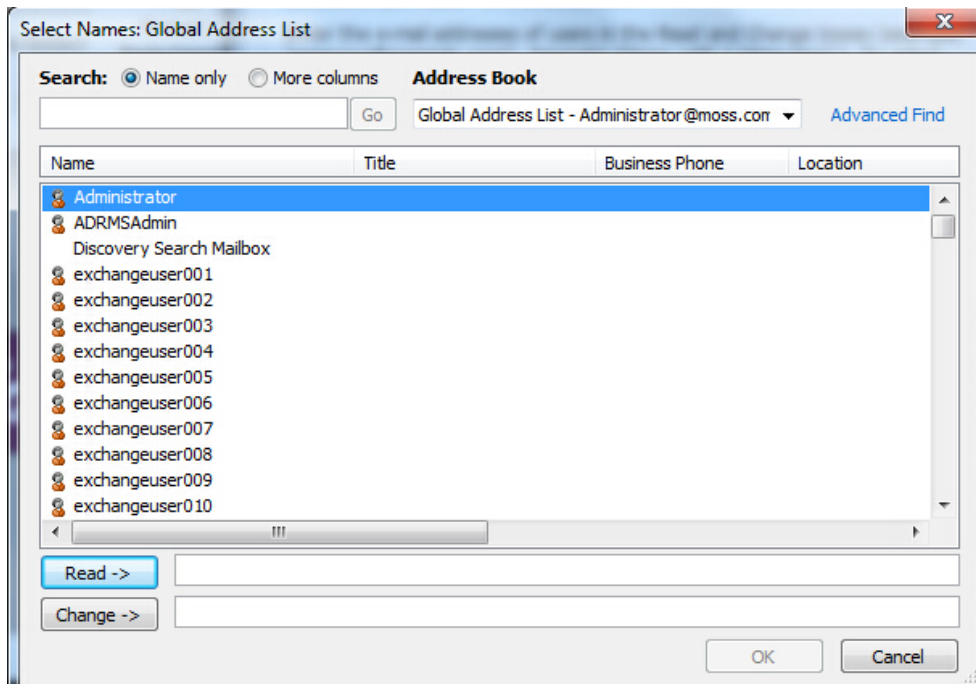 Select Names: Global Address List
Search: Name only More columns Address Book
Go Global Address List - Administrator@moss.com Advanced Find
Name Title Business Phone Location
Administrator
ADRMSAdmin
Discovery Search Mailbox
exchangeuser001
exchangeuser002
exchangeuser003
exchangeuser004
exchangeuser005
exchangeuser006
exchangeuser007
exchangeuser008
exchangeuser009
exchangeuser010
Read ->
Change ->
OK Cancel